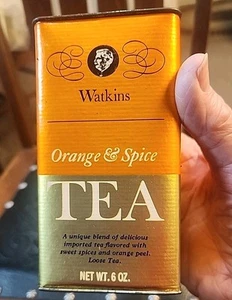 Watkins
Orange & Spice
TEA
A unique blend of delicious
imported tea flavored with
sweet spices and orange peel.
Loose Tea.
NET WT. 6 OZ.